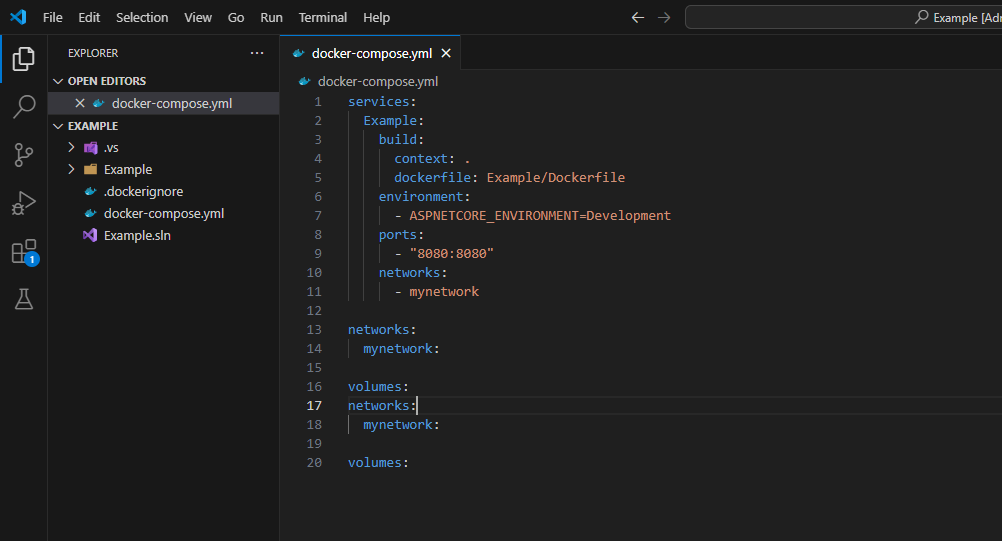 File Edit Selection View Go Run Terminal Help
Example [Adm
EXPLORER
OPEN EDITORS
docker-compose.yml
EXAMPLE
.vs
Example
.dockerignore
docker-compose.yml
Example.sln
1
docker-compose.yml
docker-compose.yml
1 services:
2 Example:
3 build:
4 context: .
5 dockerfile: Example/Dockerfile
6 environment:
7 - ASPNETCORE_ENVIRONMENT=Development
8 ports:
9 - "8080:8080"
10 networks:
11 - mynetwork
12
13 networks:
14 mynetwork:
15
16 volumes:
17 networks:
18 mynetwork:
19
20 volumes: